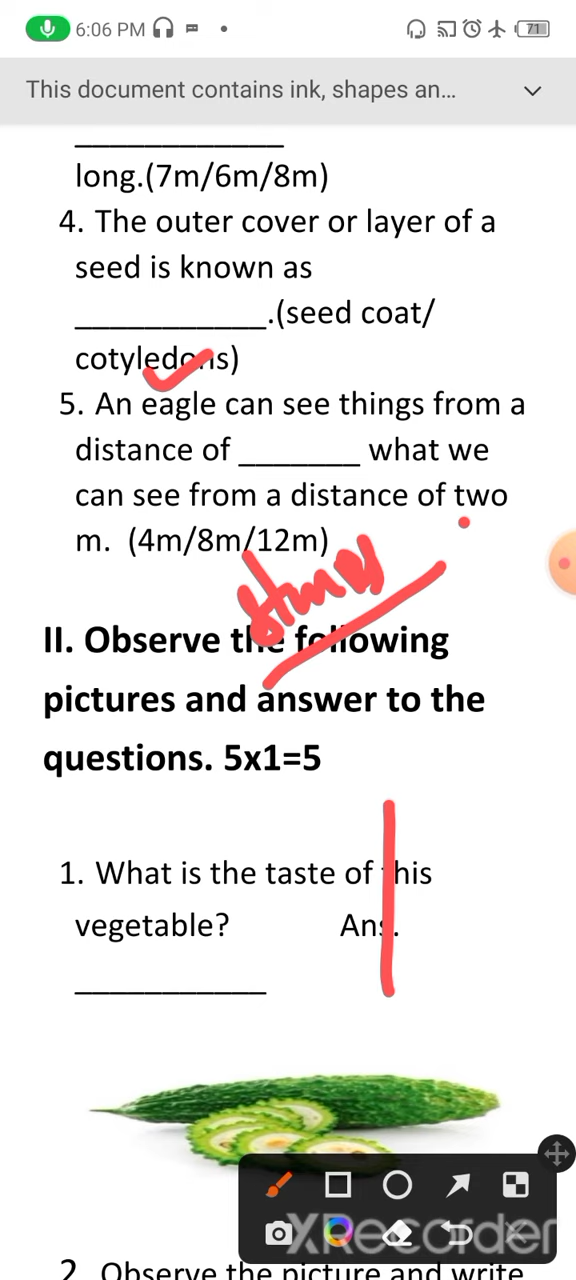 6:06 PM
71
This document contains ink, shapes an...
____________
long.(7m/6m/8m)
4. The outer cover or layer of a
seed is known as
___________.(seed coat/
cotyledons)
5. An eagle can see things from a
distance of _______ what we
can see from a distance of two
m. (4m/8m/12m)
II. Observe the following
pictures and answer to the
questions. 5x1=5
1. What is the taste of this
vegetable? Ans.
___________
XRecorder
2. Observe the picture and write